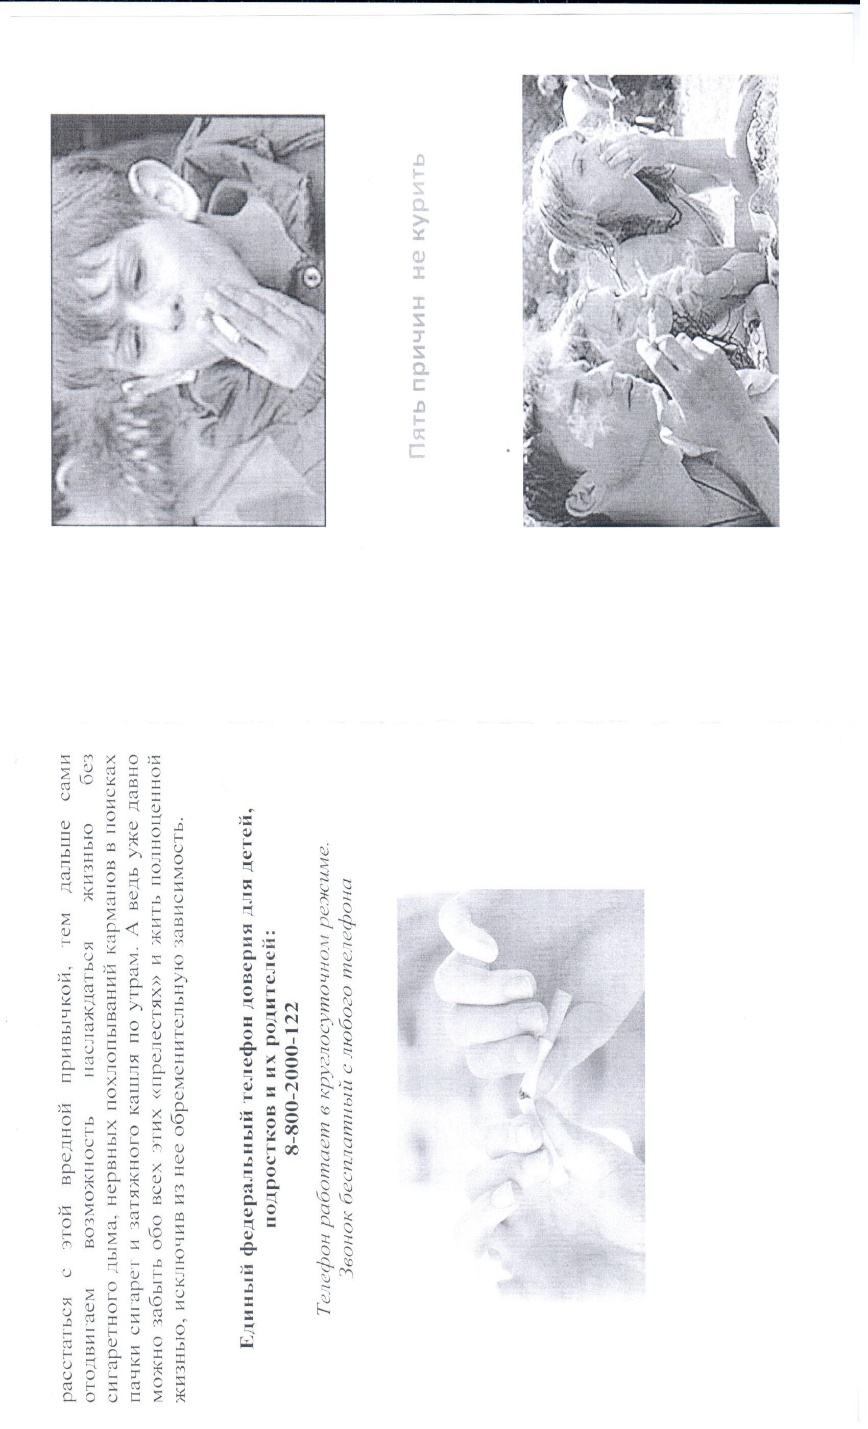 расстаться с этой вредной привычкой, тем дальше сами
отодвигаем возможность наслаждаться жизнью без
сигаретного дыма, нервных похлопываний карманов в поисках
пачки сигарет и затяжного кашля по утрам. А ведь уже давно
можно забыть обо всех этих «прелестях» и жить полноценной
жизнью, исключив из нее обременительную зависимость.
Единый федеральный телефон доверия для детей,
подростков и их родителей:
8-800-2000-122
Телефон работает в круглосуточном режиме.
Звонок бесплатный с любого телефона
Пять причин не курить